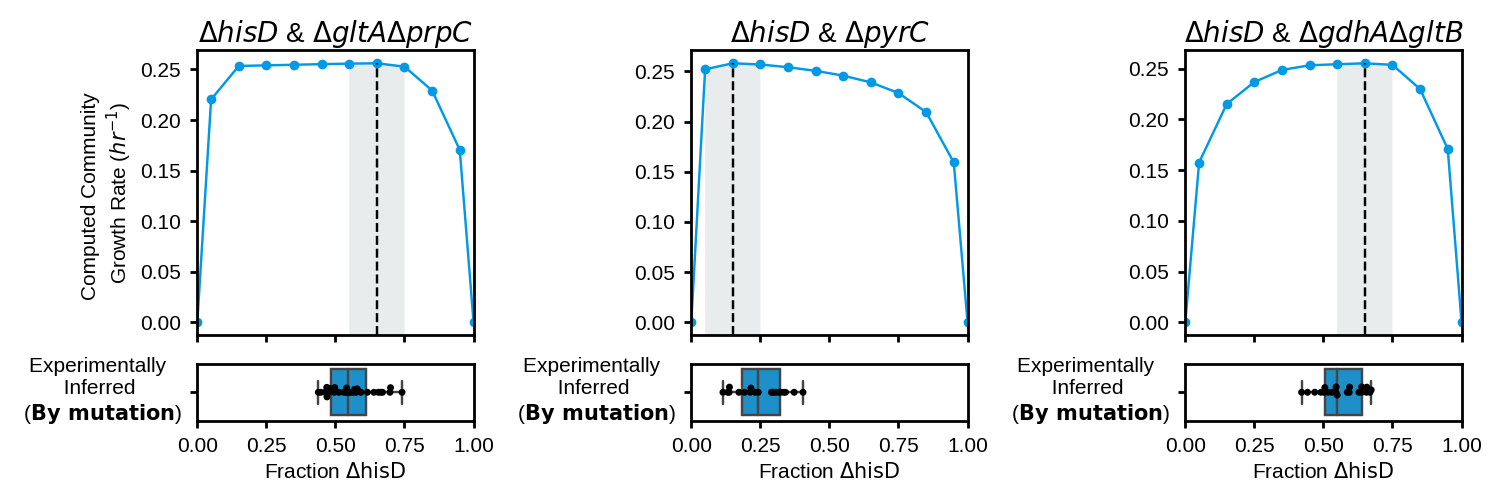 ΔhisD & ΔgltAΔprpC
ΔhisD & ΔpyrC
ΔhisD & ΔgdhAΔgltB
Computed Community
Growth Rate (hr⁻¹)
0.25
0.20
0.15
0.10
0.05
0.00
0.25
0.20
0.15
0.10
0.05
0.00
0.25
0.20
0.15
0.10
0.05
0.00
Experimentally
Inferred
(By mutation)
Experimentally
Inferred
(By mutation)
Experimentally
Inferred
(By mutation)
0.00 0.25 0.50 0.75 1.00
0.00 0.25 0.50 0.75 1.00
0.00 0.25 0.50 0.75 1.00
Fraction ΔhisD
Fraction ΔhisD
Fraction ΔhisD